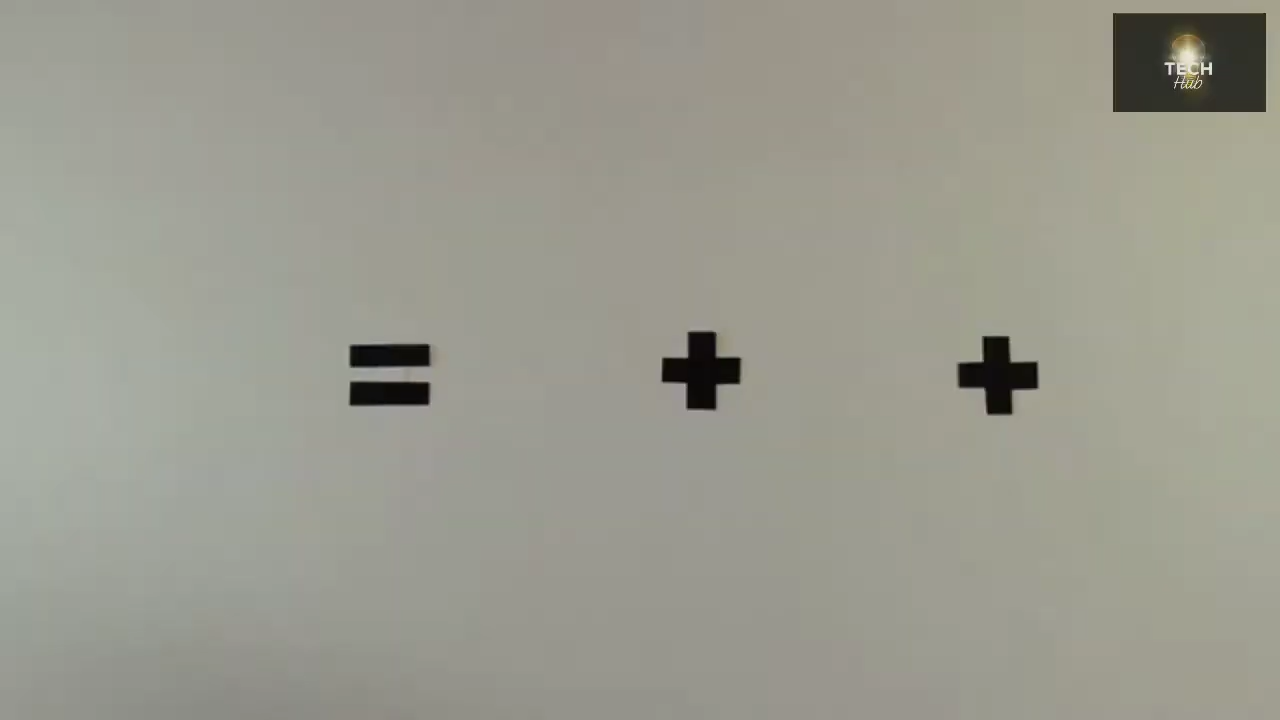 TECH
Hub
= + +